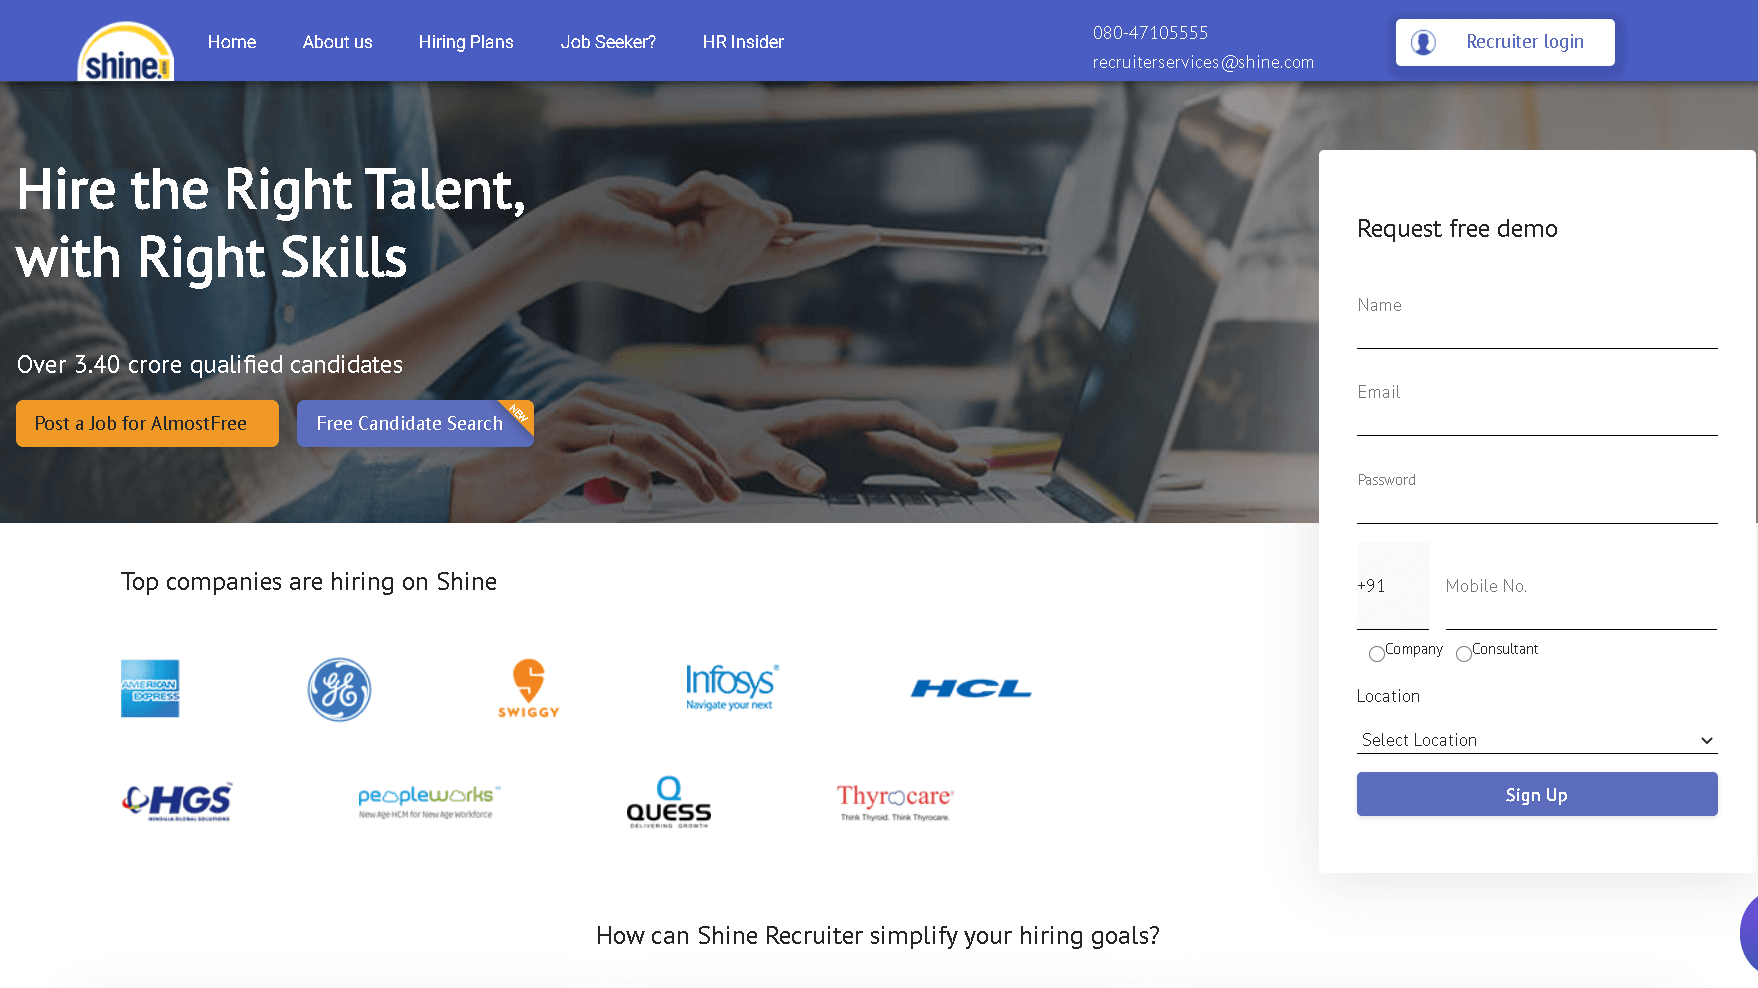 shine.com
Home
About us
Hiring Plans
Job Seeker?
HR Insider
080-47105555
recruiterservices@shine.com
Recruiter login
Hire the Right Talent,
with Right Skills
Over 3.40 crore qualified candidates
Post a Job for AlmostFree
Free Candidate Search
NEW
Request free demo
Name
Email
Password
+91
Mobile No.
Company
Consultant
Location
Select Location
Sign Up
Top companies are hiring on Shine
AMERICAN
EXPRESS
GE
SWIGGY
Infosys®
Navigate your next
HCL
HGS™
HINDUJA GLOBAL SOLUTIONS
peopleworks™
New Age HCM for New Age Workforce
QUESS
DELIVERING GROWTH
Thyrocare®
Think Thyroid. Think Thyrocare.
How can Shine Recruiter simplify your hiring goals?